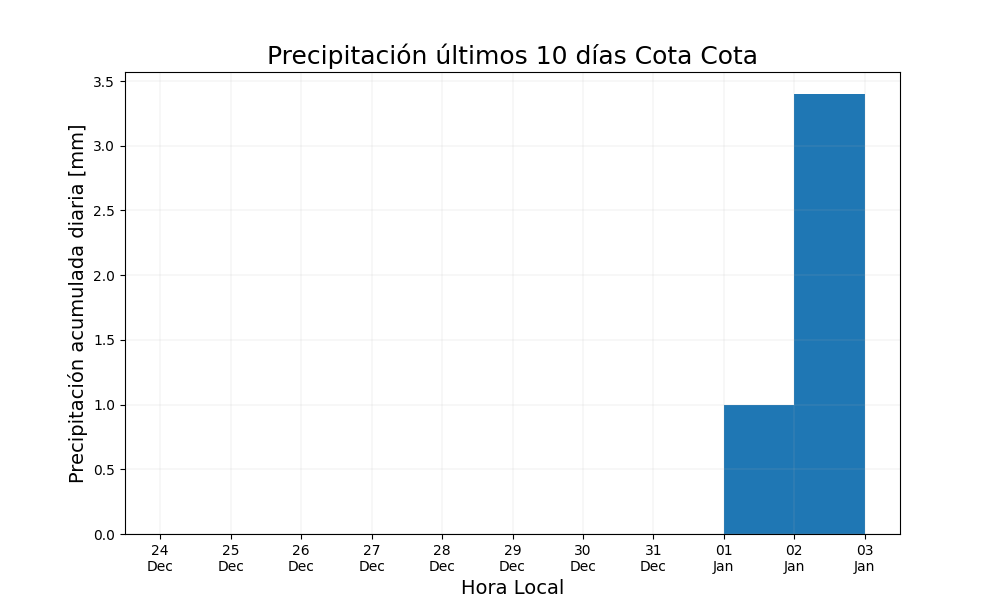 Precipitación últimos 10 días Cota Cota
Precipitación acumulada diaria [mm]
3.5
3.0
2.5
2.0
1.5
1.0
0.5
0.0
24 25 26 27 28 29 30 31 01 02 03
Dec Dec Dec Dec Dec Dec Dec Dec Jan Jan Jan
Hora Local